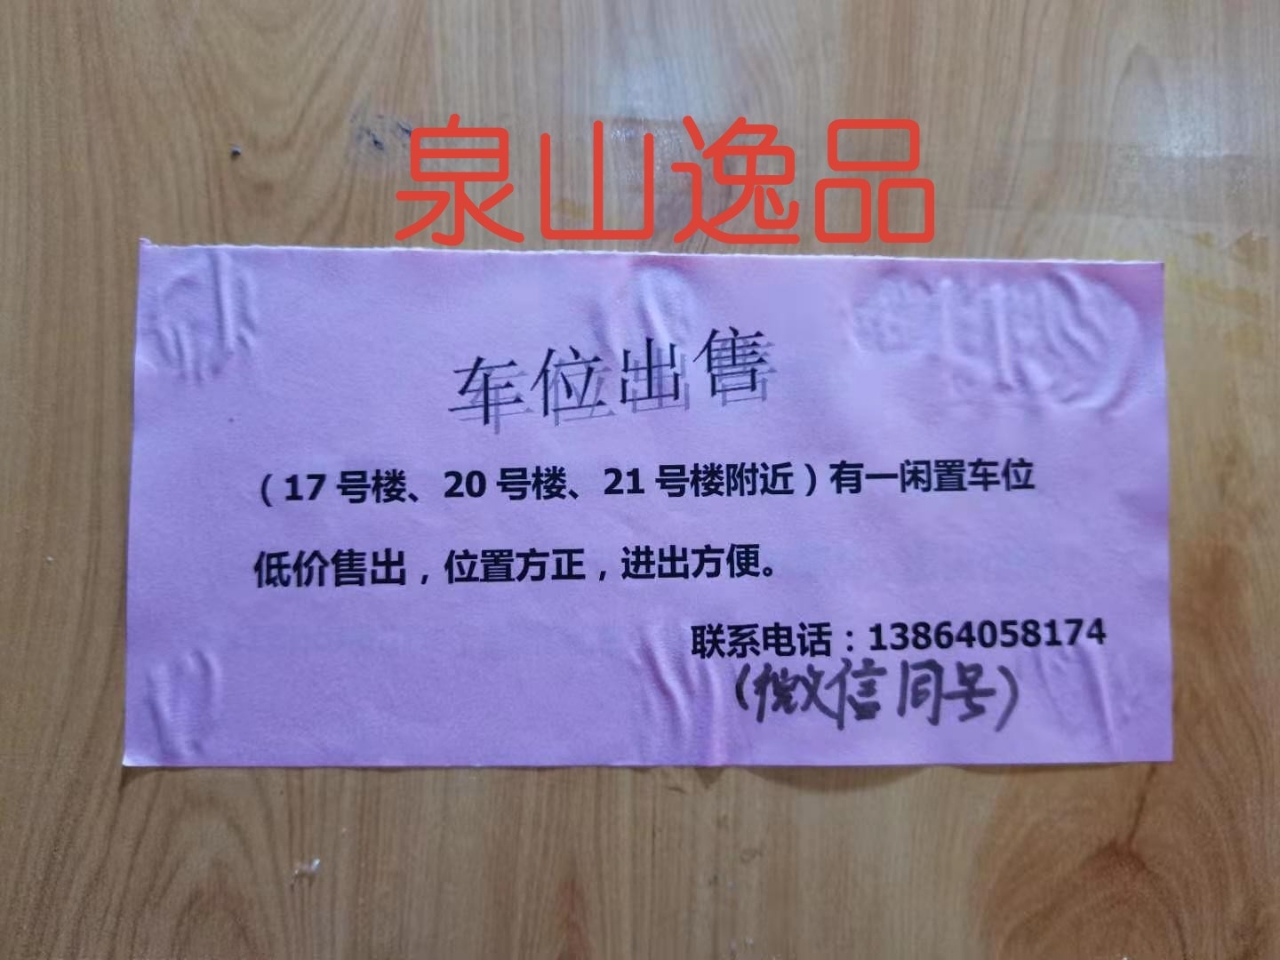 泉山逸品
车位出售
（17号楼、20号楼、21号楼附近）有一闲置车位
低价售出，位置方正，进出方便。
联系电话：13864058174
（微信同号）